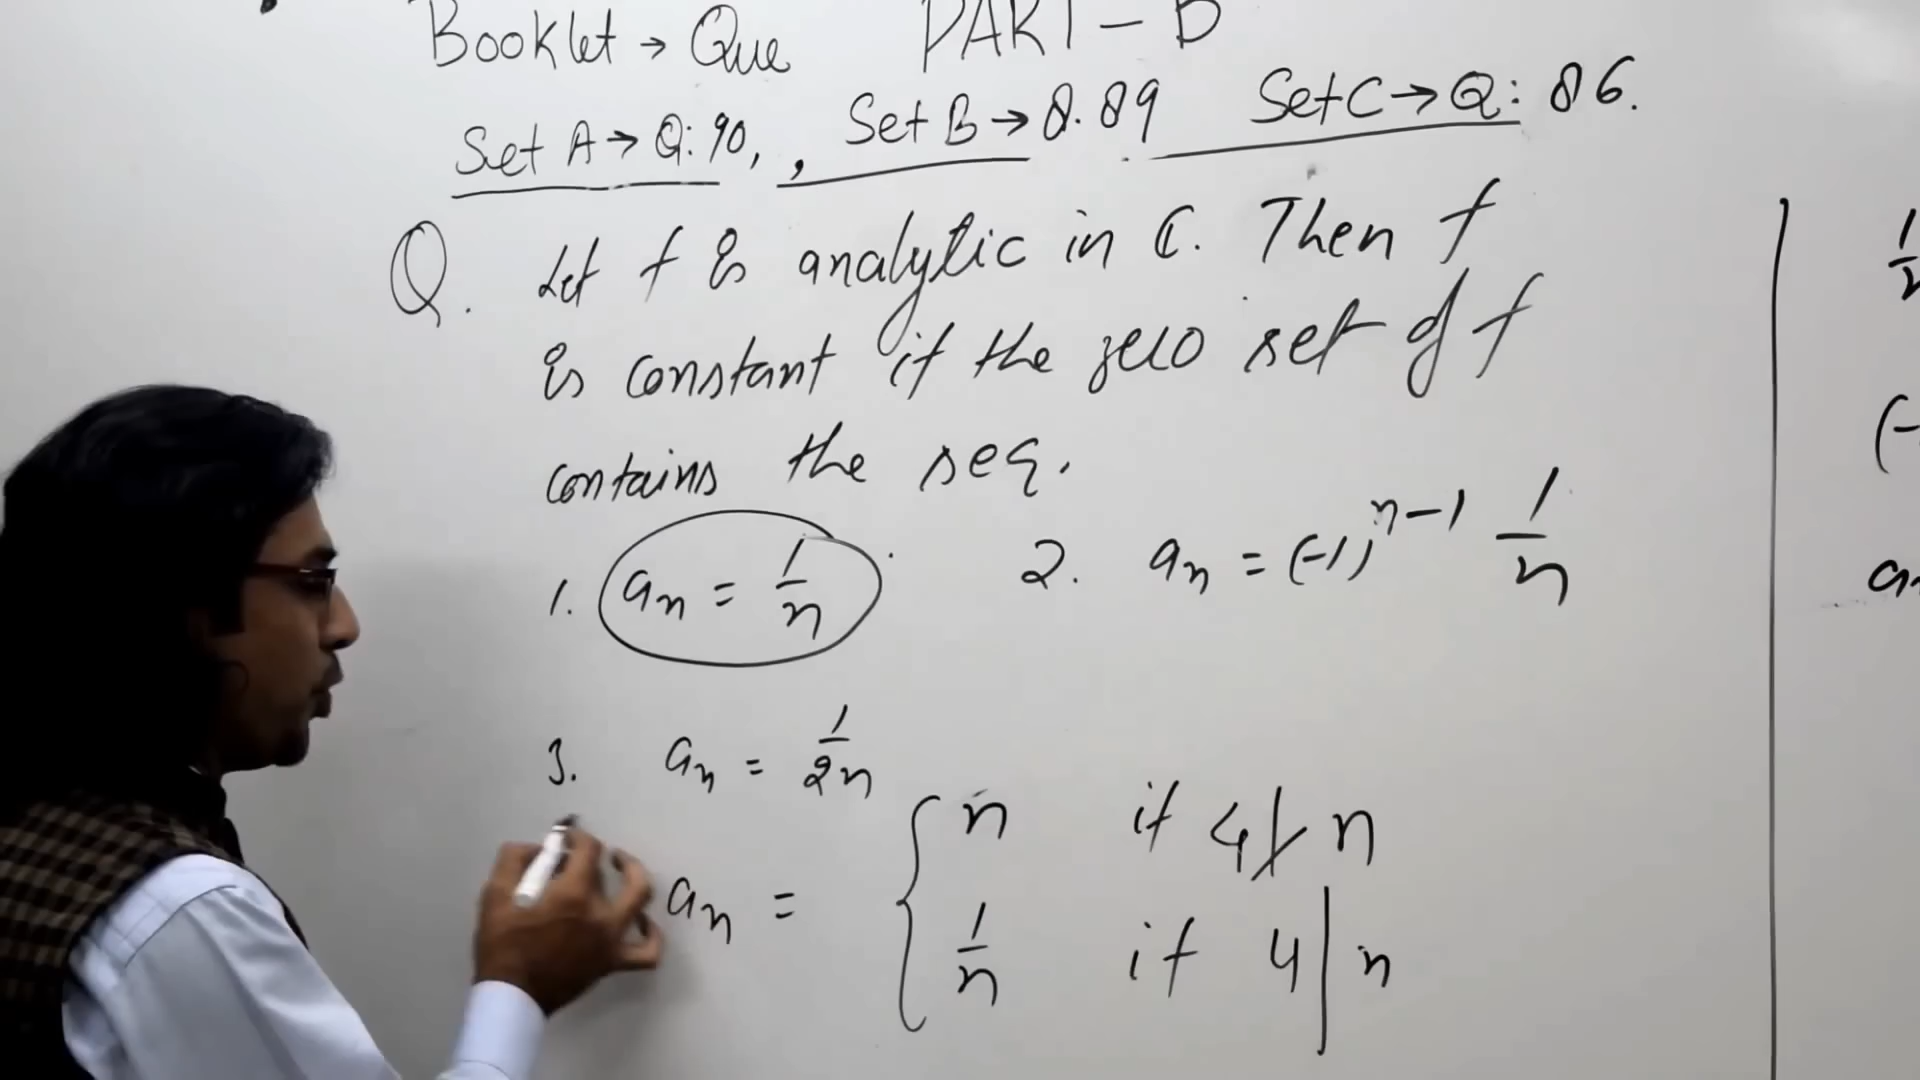 Booklet → Que PART - B
Set A → Q: 90, , Set B → Q. 89 Set C → Q: 86.
Q. Let f is analytic in ℂ. Then f
is constant if the zero set of f
contains the seq.
1. aₙ = 1/n 2. aₙ = (-1)ⁿ⁻¹ 1/n
3. aₙ = 1/2n
aₙ = { n if 4 ∤ n
1/n if 4 | n